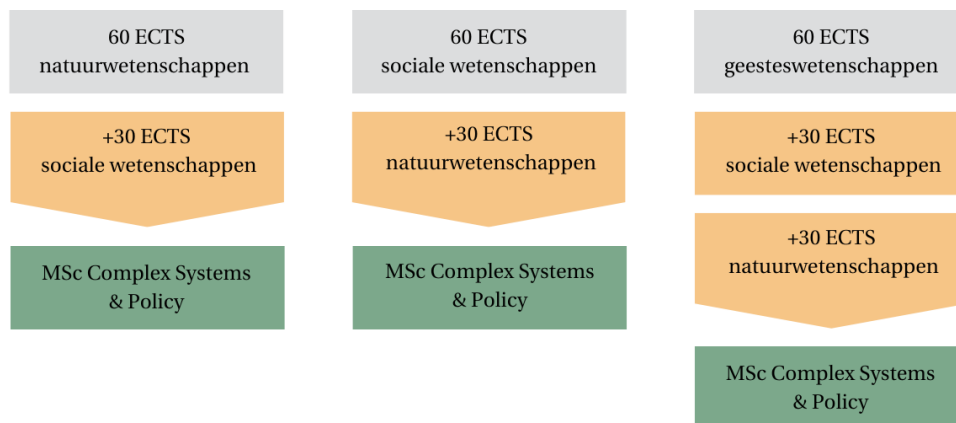 60 ECTS
natuurwetenschappen
+30 ECTS
sociale wetenschappen
MSc Complex Systems
& Policy
60 ECTS
sociale wetenschappen
+30 ECTS
natuurwetenschappen
MSc Complex Systems
& Policy
60 ECTS
geesteswetenschappen
+30 ECTS
sociale wetenschappen
+30 ECTS
natuurwetenschappen
MSc Complex Systems
& Policy